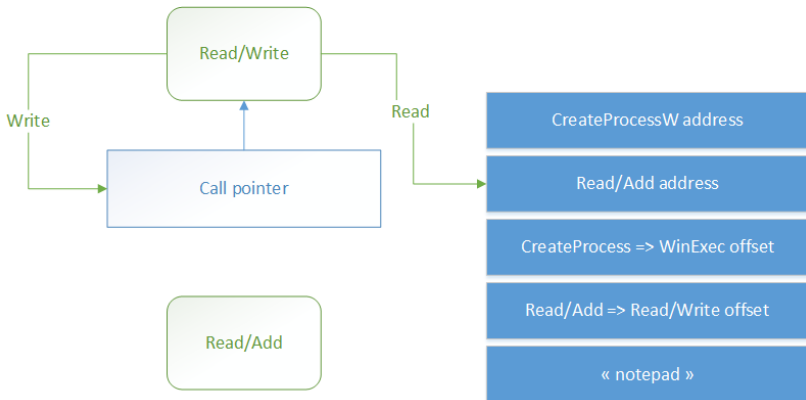 Read/Write
Write
Read
Call pointer
Read/Add
CreateProcessW address
Read/Add address
CreateProcess => WinExec offset
Read/Add => Read/Write offset
« notepad »